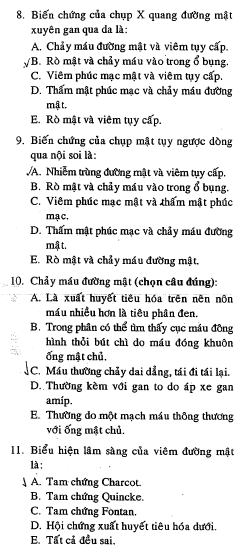 8. Biến chứng của chụp X quang đường mật
xuyên gan qua da là:
A. Chảy máu đường mật và viêm tụy cấp.
B. Rò mật và chảy máu vào trong ổ bụng.
C. Viêm phúc mạc mật và viêm tụy cấp.
D. Thấm mật phúc mạc và chảy máu đường
mật.
E. Rò mật và viêm tụy cấp.
9. Biến chứng của chụp mật tụy ngược dòng
qua nội soi là:
A. Nhiễm trùng đường mật và viêm tụy cấp.
B. Rò mật và chảy máu vào trong ổ bụng.
C. Viêm phúc mạc mật và thấm mật phúc
mạc.
D. Thấm mật phúc mạc và chảy máu đường
mật.
E. Rò mật và chảy máu đường mật.
10. Chảy máu đường mật (chọn câu đúng):
A. Là xuất huyết tiêu hóa trên nên nôn
máu nhiều hơn là tiêu phân đen.
B. Trong phân có thể tìm thấy cục máu đông
hình thỏi bút chì do máu đóng khuôn
ống mật chủ.
C. Máu thường chảy dai dẳng, tái đi tái lại.
D. Thường kèm với gan to do áp xe gan
amíp.
E. Thường do một mạch máu thông thương
với ống mật chủ.
11. Biểu hiện lâm sàng của viêm đường mật
là:
A. Tam chứng Charcot.
B. Tam chứng Quincke.
C. Tam chứng Fontan.
D. Hội chứng xuất huyết tiêu hóa dưới.
E. Tất cả đều sai.